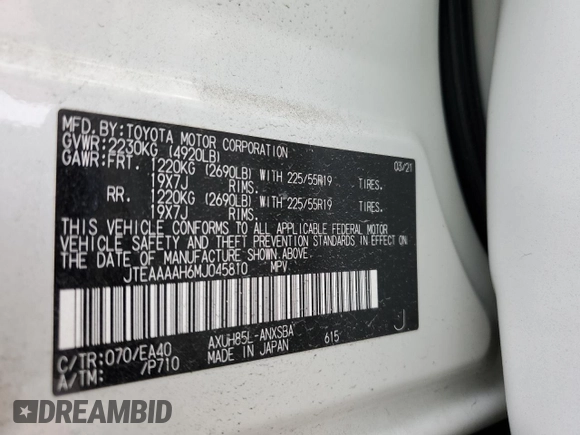 MFD.BY:TOYOTA MOTOR CORPORATION 03/21
GVWR:2230KG (4920LB)
GAWR:FRT. 1220KG (2690LB) WITH 225/55R19 TIRES.
19X7J RIMS.
RR. 1220KG (2690LB) WITH 225/55R19 TIRES.
19X7J RIMS.
THIS VEHICLE CONFORMS TO ALL APPLICABLE FEDERAL MOTOR
VEHICLE SAFETY AND THEFT PREVENTION STANDARDS IN EFFECT ON
THE DATE OF MANUFACTURE SHOWN ABOVE.
JTEAAAAH6MJ045810 MPV
C/TR:070/EA40 AXUH85L-ANXSBA J
A/TM: 7P710 MADE IN JAPAN 615
DREAMBID